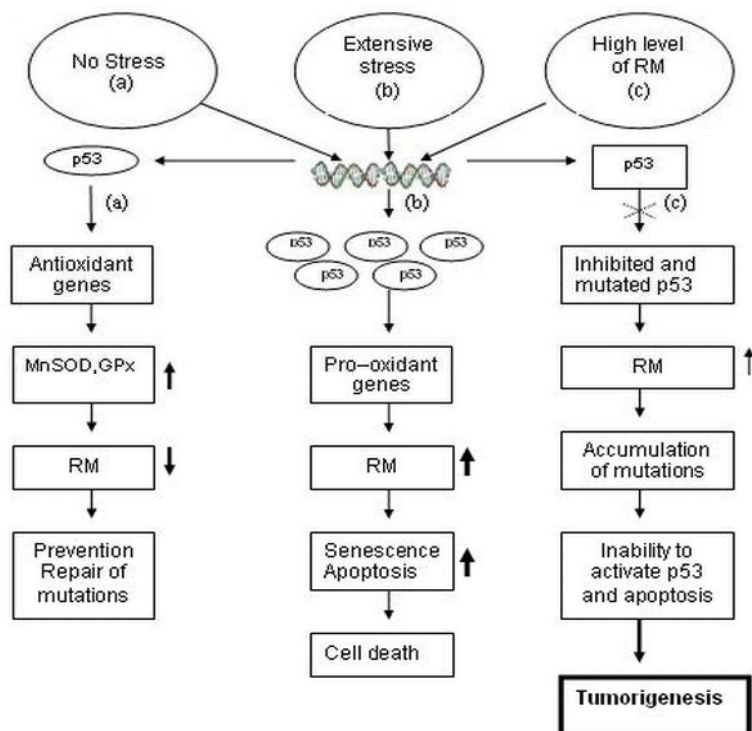 No Stress
(a)
Extensive
stress
(b)
High level
of RM
(c)
p53
p53
(a)
(b)
(c)
p53
p53
p53
p53
p53
Antioxidant
genes
Inhibited and
mutated p53
MnSOD,GPx
Pro–oxidant
genes
RM
RM
RM
Accumulation
of mutations
Prevention
Repair of
mutations
Senescence
Apoptosis
Inability to
activate p53
and apoptosis
Cell death
Tumorigenesis